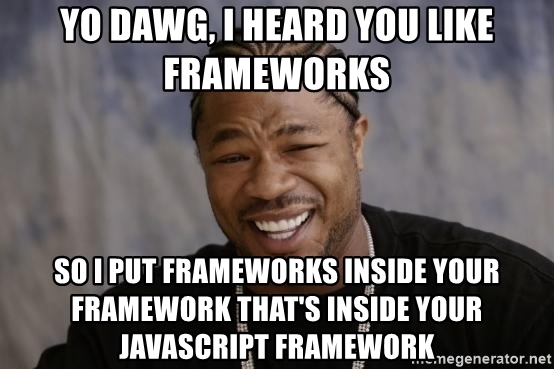 YO DAWG, I HEARD YOU LIKE
FRAMEWORKS
SO I PUT FRAMEWORKS INSIDE YOUR
FRAMEWORK THAT'S INSIDE YOUR
JAVASCRIPT FRAMEWORK
memegenerator.net